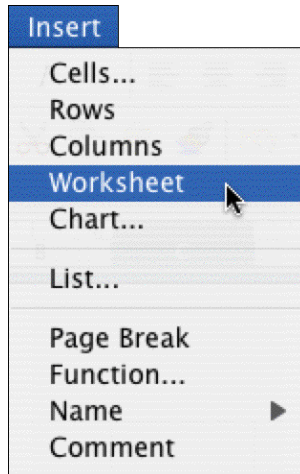 Insert
Cells...
Rows
Columns
Worksheet
Chart...
List...
Page Break
Function...
Name
Comment